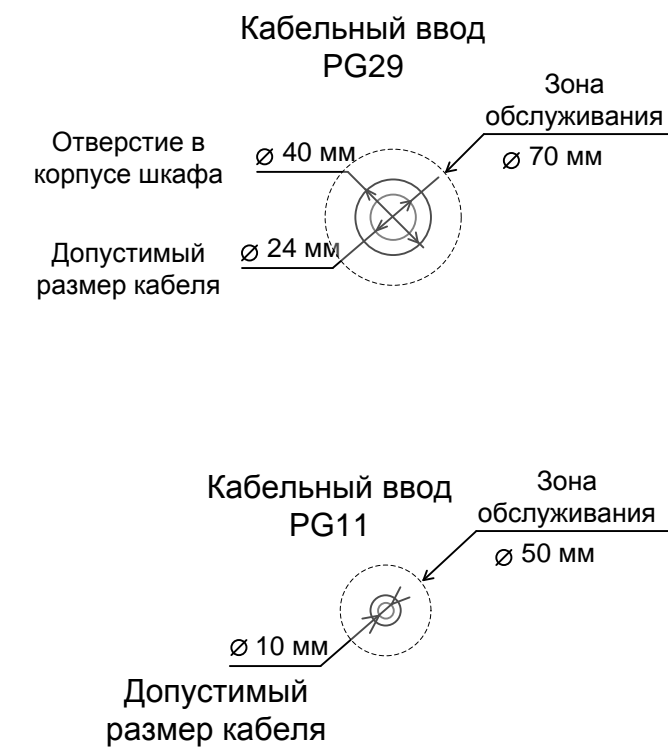 Кабельный ввод
PG29
Зона
обслуживания
⌀ 70 мм
Отверстие в
корпусе шкафа
⌀ 40 мм
Допустимый
размер кабеля
⌀ 24 мм
Кабельный ввод
PG11
Зона
обслуживания
⌀ 50 мм
⌀ 10 мм
Допустимый
размер кабеля